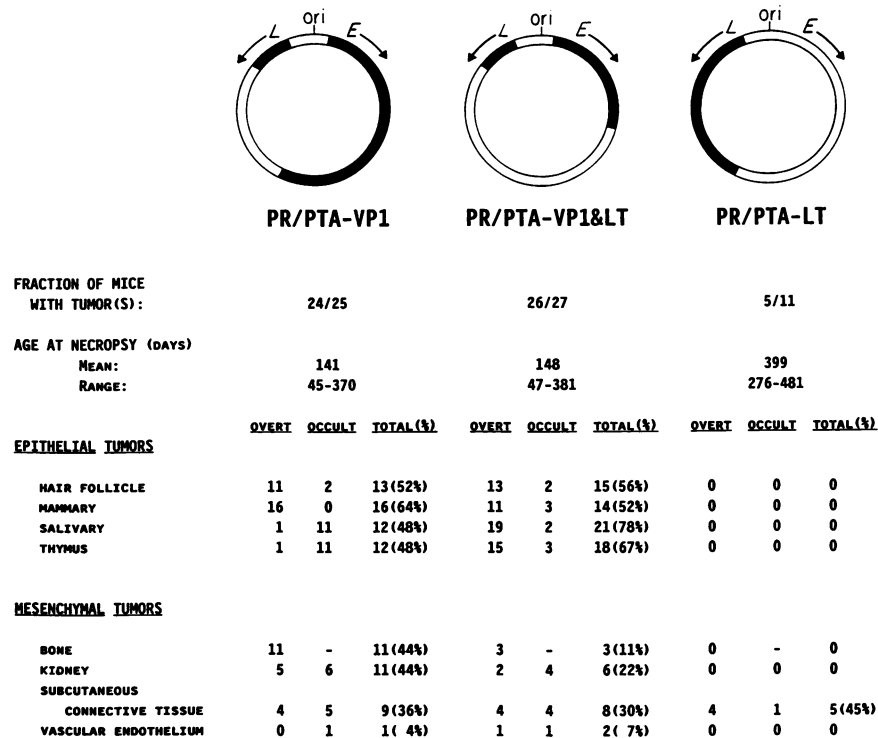 L ori E L ori E L ori E
PR/PTA-VP1 PR/PTA-VP1&LT PR/PTA-LT
FRACTION OF MICE
WITH TUMOR(S): 24/25 26/27 5/11
AGE AT NECROPSY (DAYS)
MEAN: 141 148 399
RANGE: 45-370 47-381 276-481
OVERT OCCULT TOTAL(%) OVERT OCCULT TOTAL(%) OVERT OCCULT TOTAL(%)
EPITHELIAL TUMORS
HAIR FOLLICLE 11 2 13(52%) 13 2 15(56%) 0 0 0
MAMMARY 16 0 16(64%) 11 3 14(52%) 0 0 0
SALIVARY 1 11 12(48%) 19 2 21(78%) 0 0 0
THYMUS 1 11 12(48%) 15 3 18(67%) 0 0 0
MESENCHYMAL TUMORS
BONE 11 - 11(44%) 3 - 3(11%) 0 - 0
KIDNEY 5 6 11(44%) 2 4 6(22%) 0 0 0
SUBCUTANEOUS
CONNECTIVE TISSUE 4 5 9(36%) 4 4 8(30%) 4 1 5(45%)
VASCULAR ENDOTHELIUM 0 1 1( 4%) 1 1 2( 7%) 0 0 0